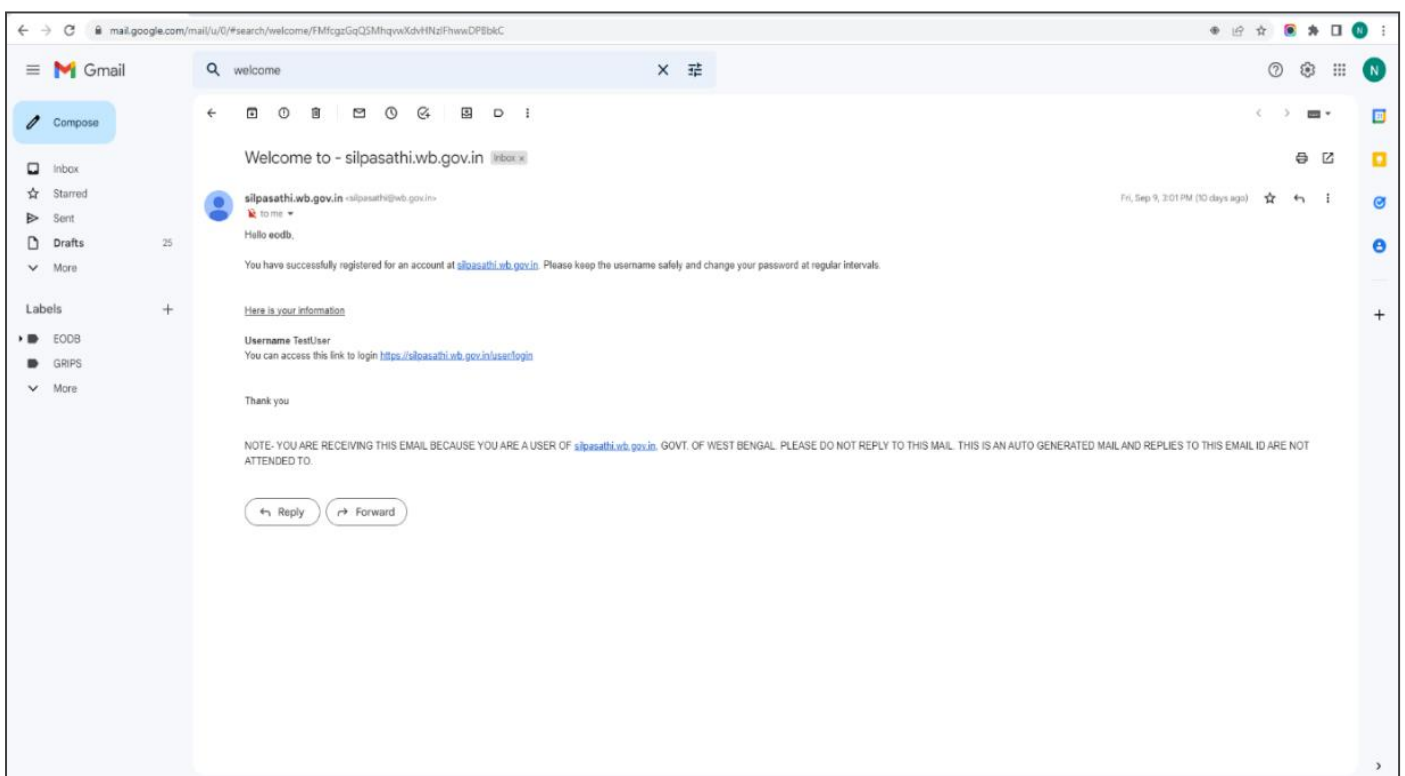 mail.google.com/mail/u/0/#search/welcome/FMfcgzGqQSMhqvwXdvHNzlFhwwDPBbkC
N
Gmail
welcome
N
Compose
Welcome to - silpasathi.wb.gov.in Inbox x
Inbox
Starred
silpasathi.wb.gov.in <silpasathi@wb.gov.in>
Fri, Sep 9, 3:01 PM (10 days ago)
to me
Sent
Hello eodb,
Drafts 25
More
You have successfully registered for an account at silpasathi.wb.gov.in. Please keep the username safely and change your password at regular intervals.
Labels
Here is your information
EODB
Username TestUser
You can access this link to login https://silpasathi.wb.gov.in/user/login
GRIPS
More
Thank you
NOTE- YOU ARE RECEIVING THIS EMAIL BECAUSE YOU ARE A USER OF silpasathi.wb.gov.in, GOVT. OF WEST BENGAL. PLEASE DO NOT REPLY TO THIS MAIL. THIS IS AN AUTO GENERATED MAIL AND REPLIES TO THIS EMAIL ID ARE NOT
ATTENDED TO.
Reply
Forward